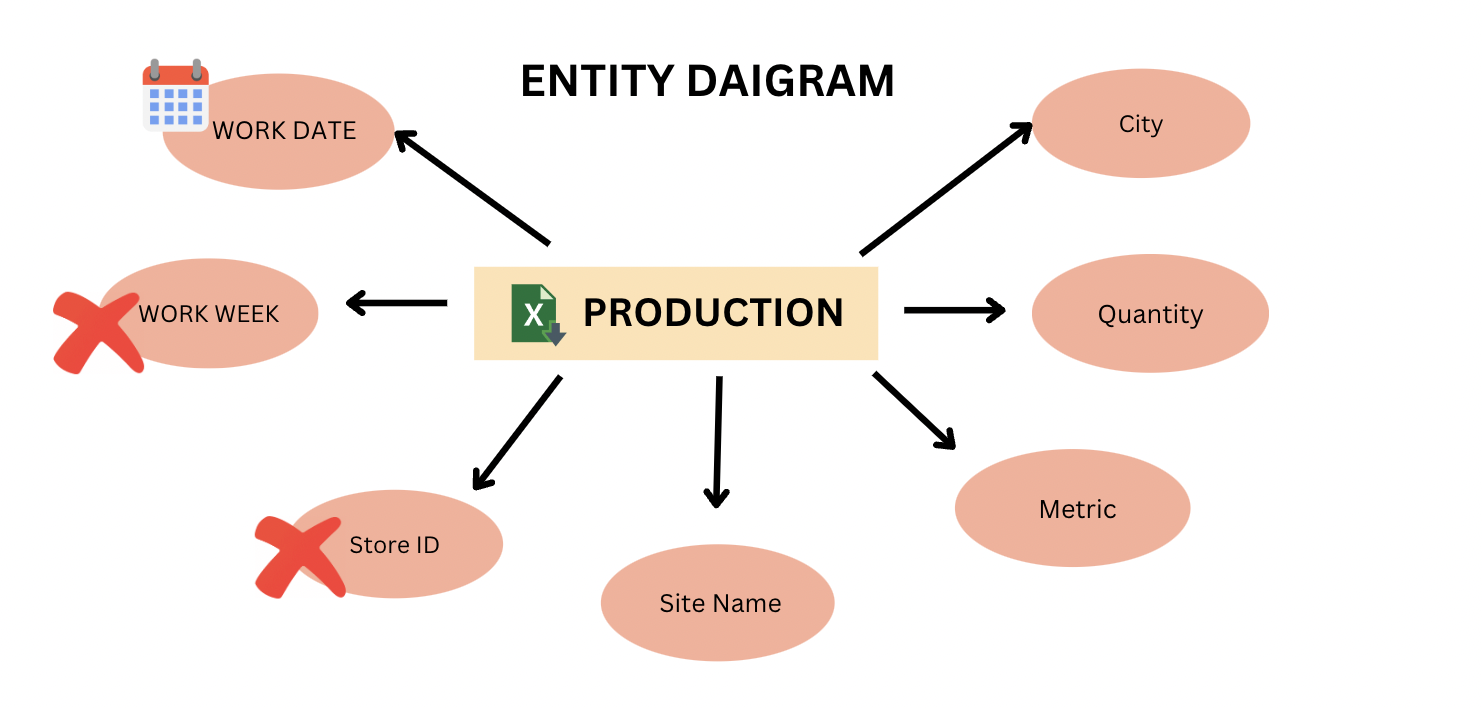 ENTITY DAIGRAM
WORK DATE
City
WORK WEEK
X
PRODUCTION
Quantity
Store ID
Site Name
Metric